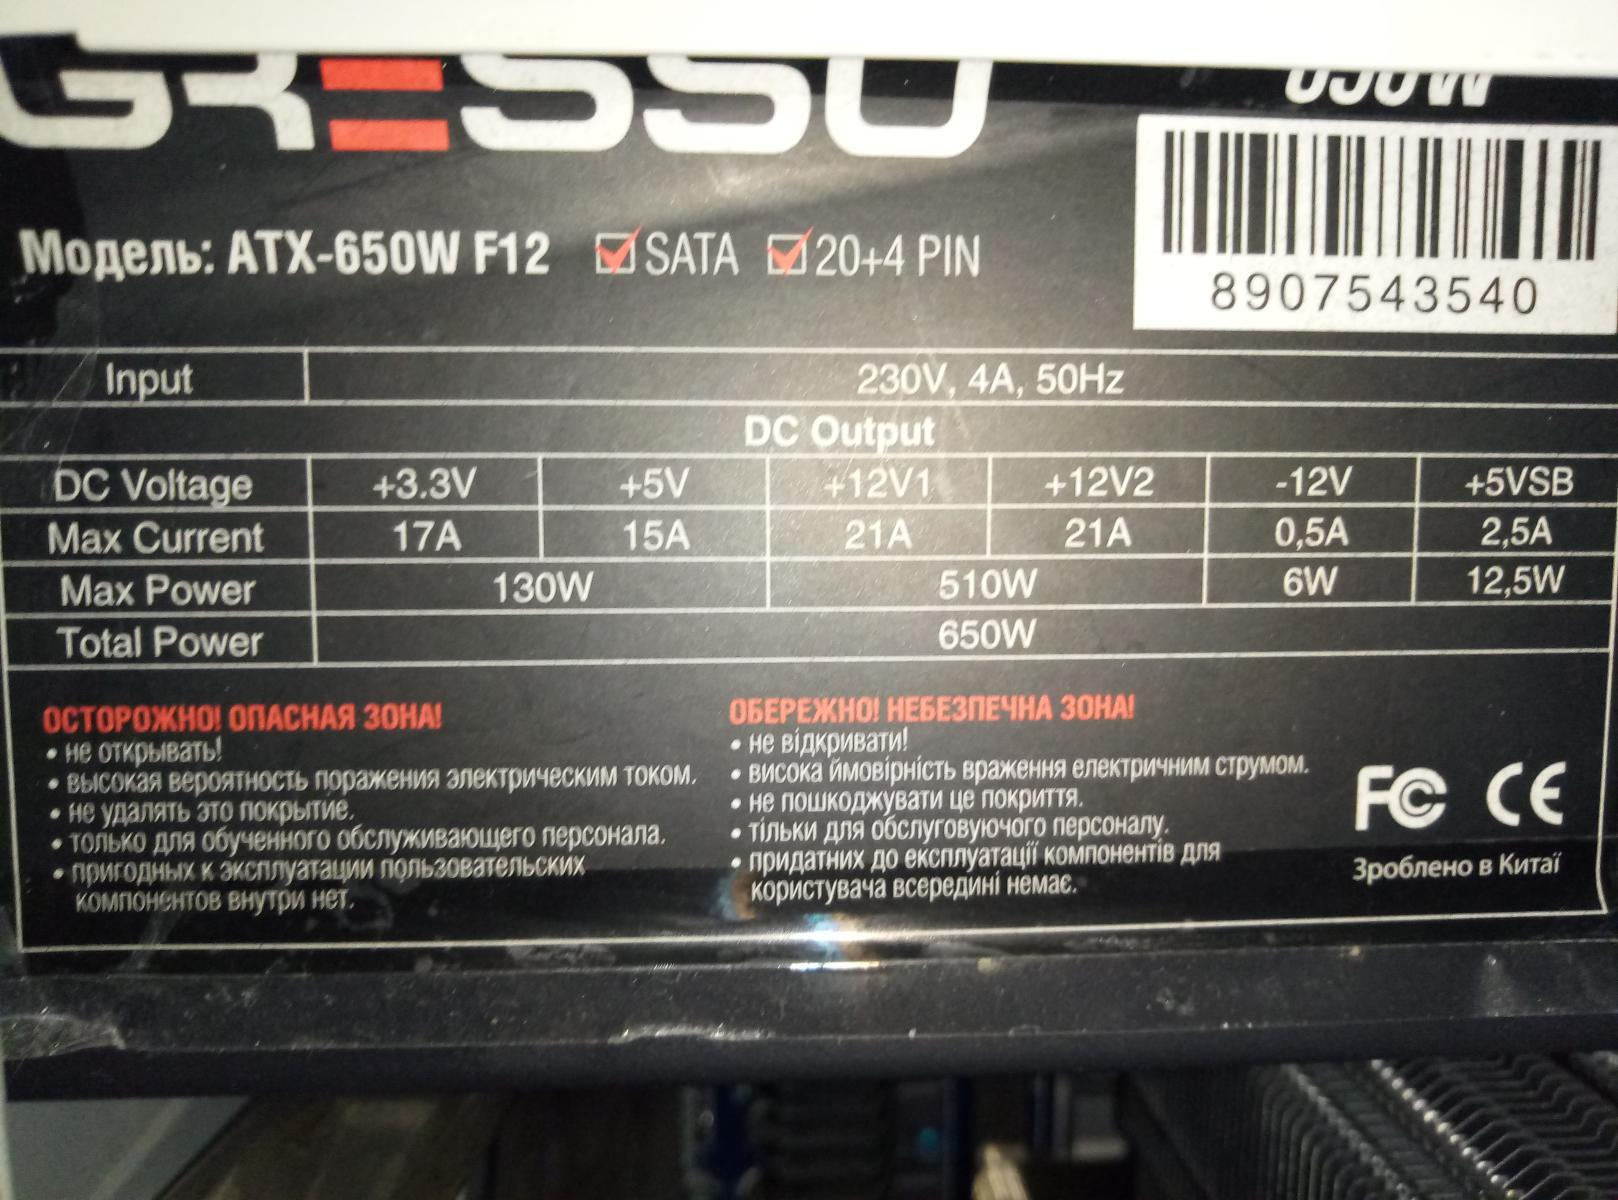 GRESSO
650W
Модель: ATX-650W F12 SATA 20+4 PIN
8907543540
Input 230V, 4A, 50Hz
DC Output
DC Voltage +3.3V +5V +12V1 +12V2 -12V +5VSB
Max Current 17A 15A 21A 21A 0,5A 2,5A
Max Power 130W 510W 6W 12,5W
Total Power 650W
ОСТОРОЖНО! ОПАСНАЯ ЗОНА!
• не открывать!
• высокая вероятность поражения электрическим током.
• не удалять это покрытие.
• только для обученного обслуживающего персонала.
• пригодных к эксплуатации пользовательских
компонентов внутри нет.
ОБЕРЕЖНО! НЕБЕЗПЕЧНА ЗОНА!
• не відкривати!
• висока ймовірність враження електричним струмом.
• не пошкоджувати це покриття.
• тільки для обслуговуючого персоналу.
• придатних до експлуатації компонентів для
користувача всередині немає.
FC CE
Зроблено в Китаї